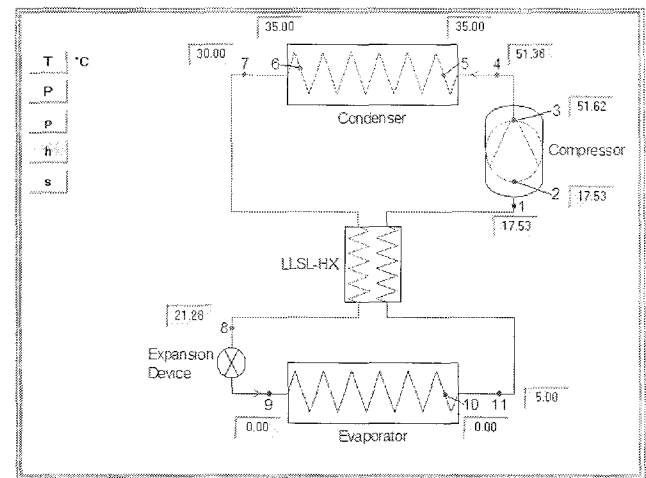 35.00 35.00
30.00 51.36
T °C 7 6 5 4
P
p 3 51.62
Condenser
h Compressor
s 2 17.53
1
17.53
LLSL-HX
21.28
8
Expansion
Device
9 10 11 5.00
0.00 0.00
Evaporator